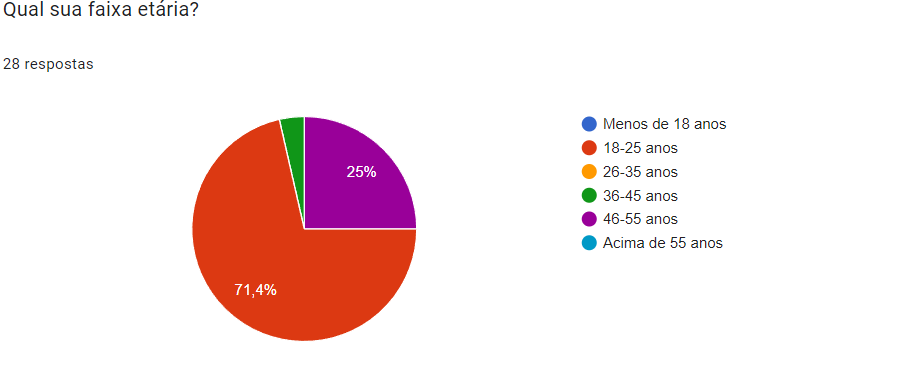 Qual sua faixa etária?
28 respostas
25%
71,4%
Menos de 18 anos
18-25 anos
26-35 anos
36-45 anos
46-55 anos
Acima de 55 anos